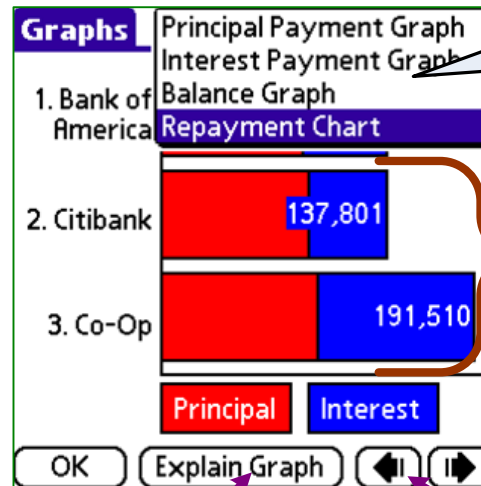 Graphs
Principal Payment Graph
Interest Payment Graph
Balance Graph
Repayment Chart
1. Bank of
America
2. Citibank
137,801
3. Co-Op
191,510
Principal
Interest
OK
Explain Graph